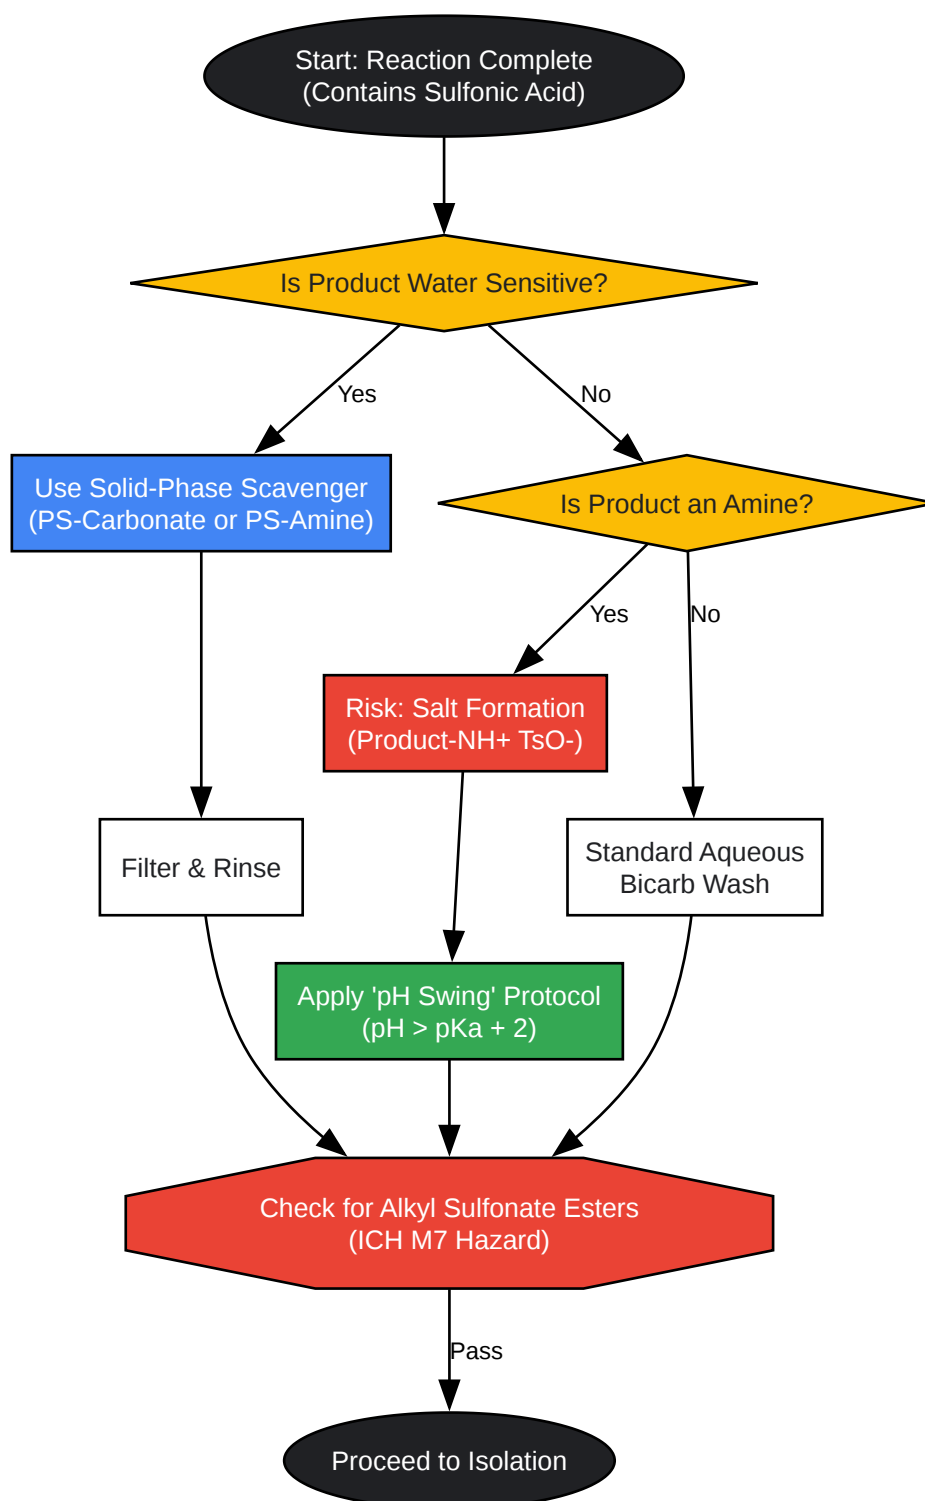 Start: Reaction Complete
(Contains Sulfonic Acid)
Is Product Water Sensitive?
Yes
No
Use Solid-Phase Scavenger
(PS-Carbonate or PS-Amine)
Is Product an Amine?
Yes
No
Risk: Salt Formation
(Product-NH+ TsO-)
Filter & Rinse
Standard Aqueous
Bicarb Wash
Apply 'pH Swing' Protocol
(pH > pKa + 2)
Check for Alkyl Sulfonate Esters
(ICH M7 Hazard)
Pass
Proceed to Isolation